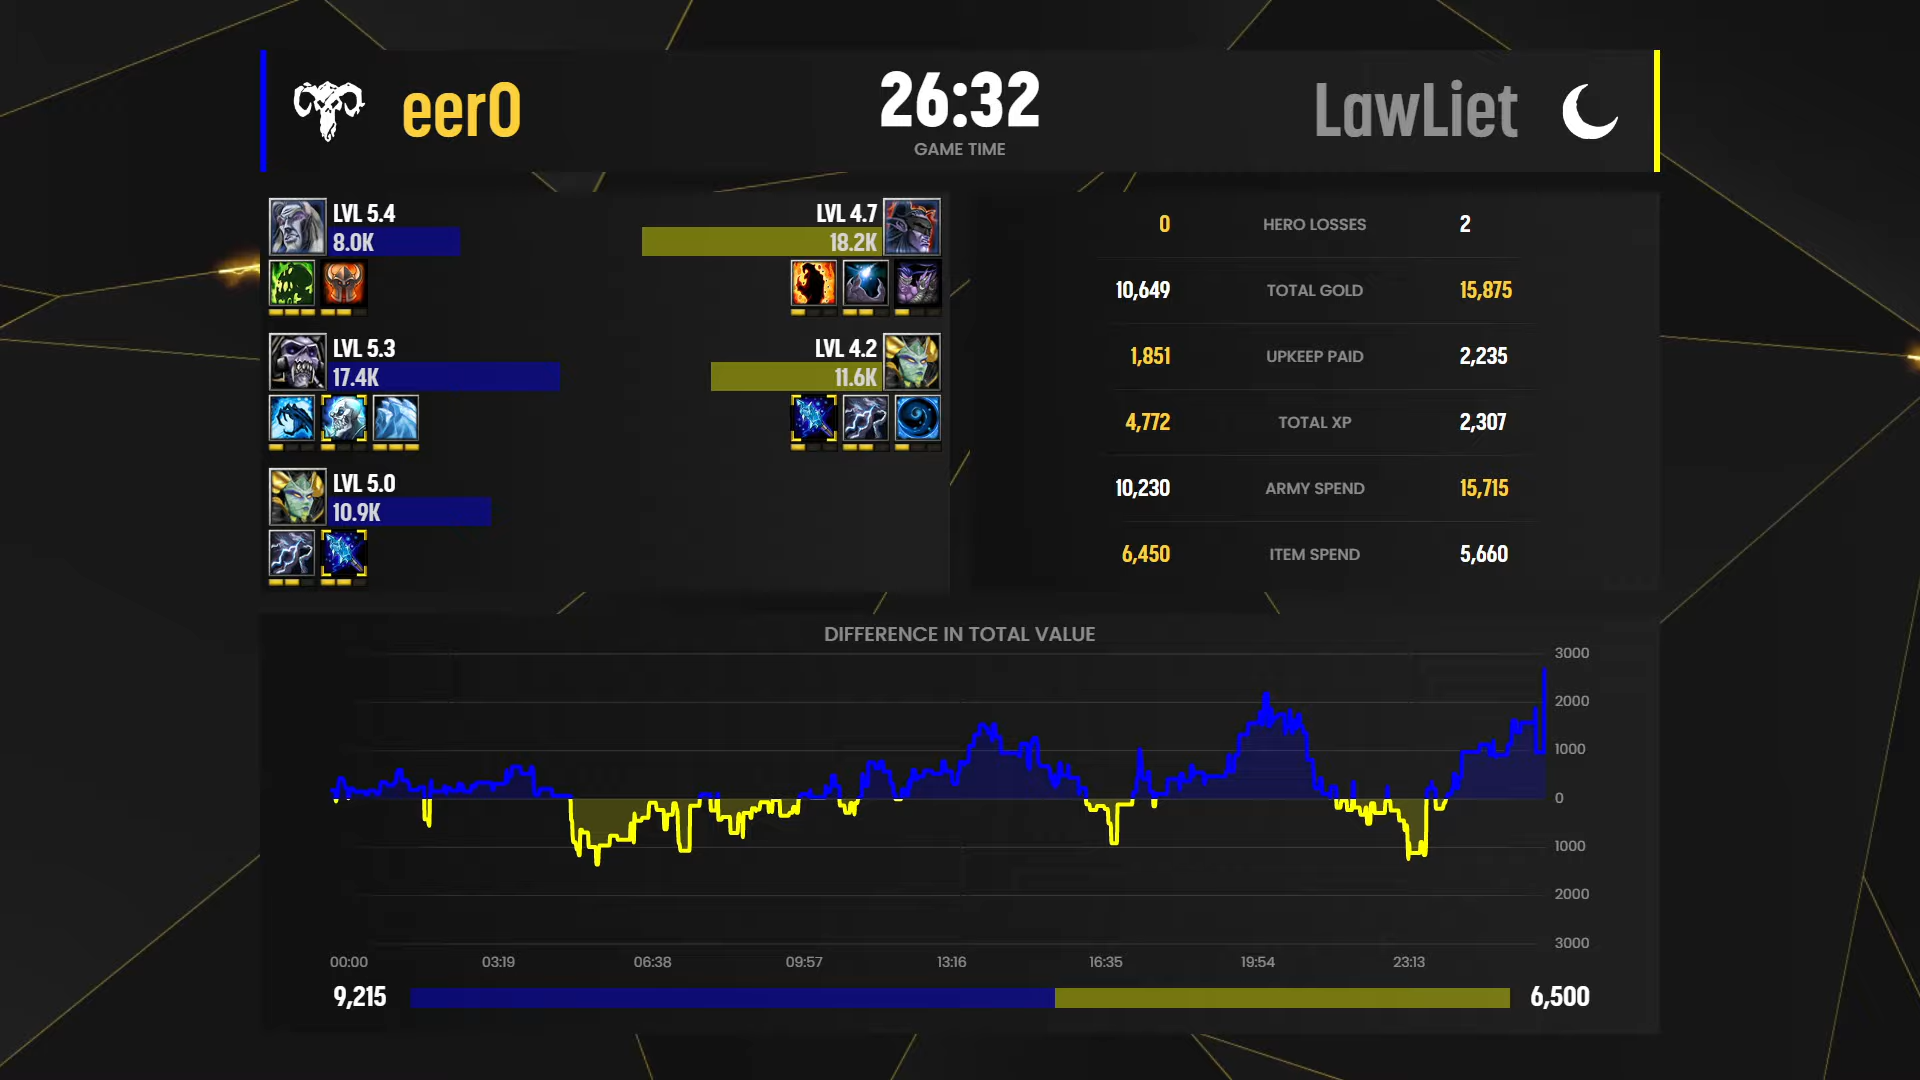 eer0
26:32
GAME TIME
LawLiet
LVL 5.4
8.0K
LVL 4.7
18.2K
LVL 5.3
17.4K
LVL 4.2
11.6K
LVL 5.0
10.9K
0 HERO LOSSES 2
10,649 TOTAL GOLD 15,875
1,851 UPKEEP PAID 2,235
4,772 TOTAL XP 2,307
10,230 ARMY SPEND 15,715
6,450 ITEM SPEND 5,660
DIFFERENCE IN TOTAL VALUE
3000
2000
1000
0
1000
2000
3000
00:00 03:19 06:38 09:57 13:16 16:35 19:54 23:13
9,215 6,500